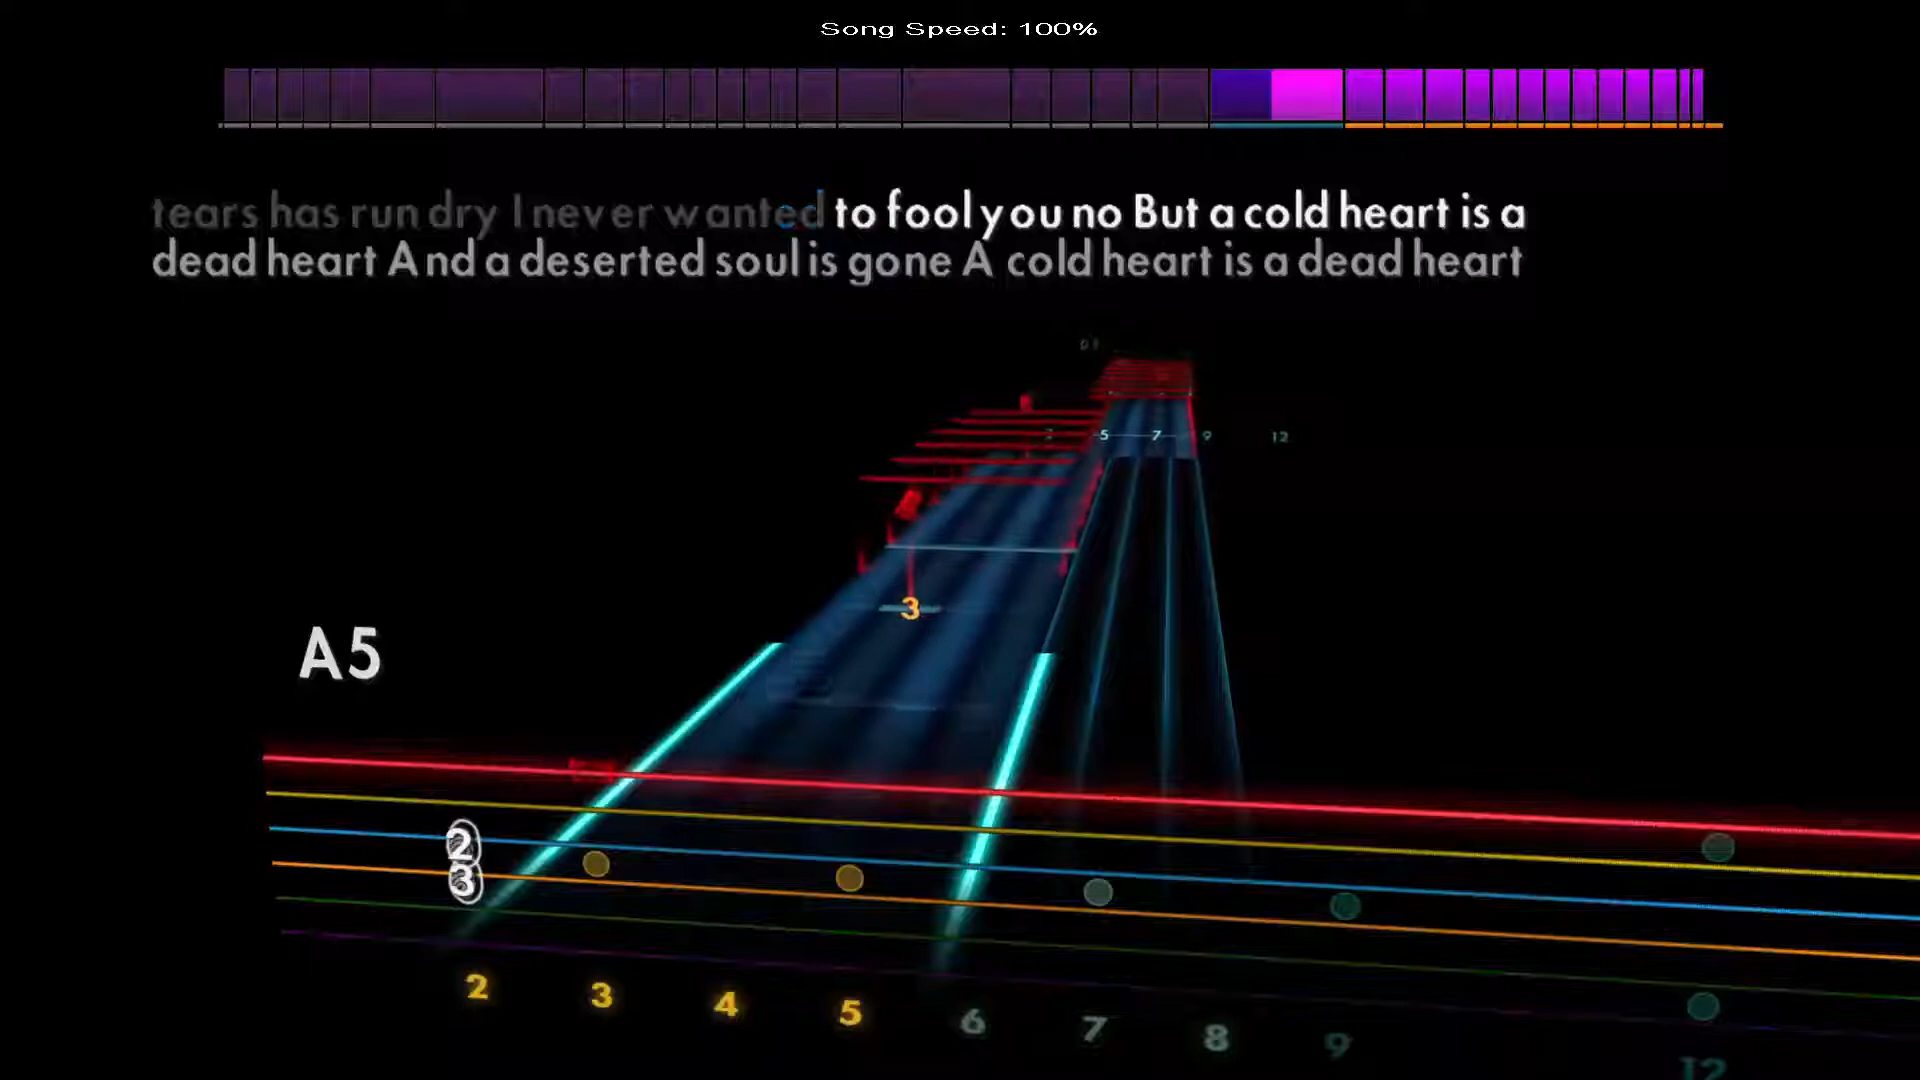 Song Speed: 100%
tears has run dry I never wanted to fool you no But a cold heart is a
dead heart And a deserted soul is gone A cold heart is a dead heart
5 7 9 12
3
A5
2
3
2 3 4 5 6 7 8 9 12